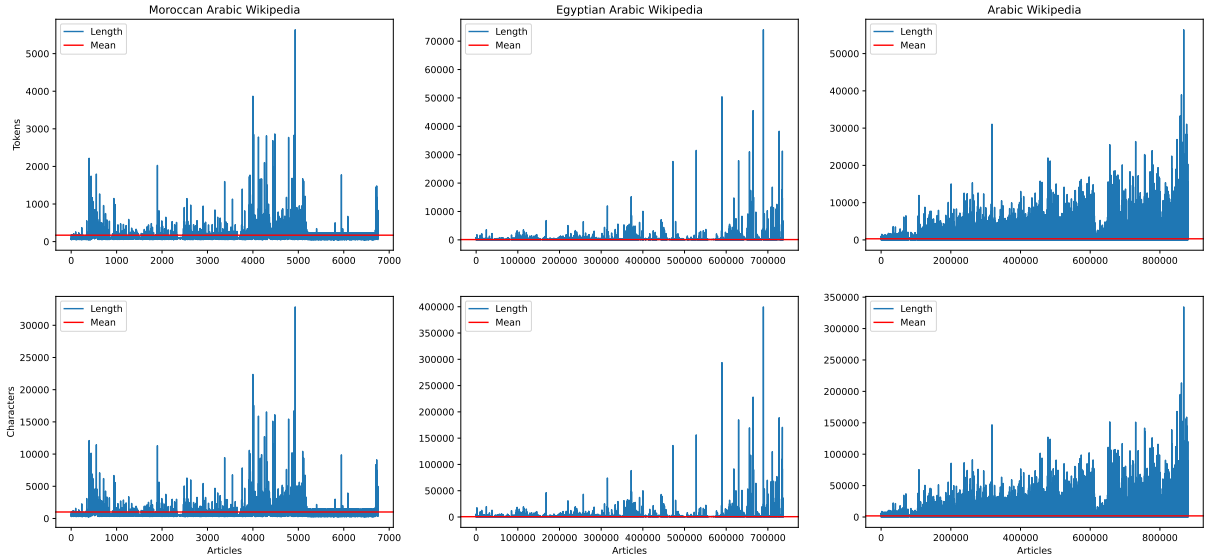 Moroccan Arabic Wikipedia
Length
Mean
Tokens
5000
4000
3000
2000
1000
0
0 1000 2000 3000 4000 5000 6000 7000
Egyptian Arabic Wikipedia
Length
Mean
70000
60000
50000
40000
30000
20000
10000
0
0 100000 200000 300000 400000 500000 600000 700000
Arabic Wikipedia
Length
Mean
50000
40000
30000
20000
10000
0
0 200000 400000 600000 800000
Length
Mean
Characters
30000
25000
20000
15000
10000
5000
0
0 1000 2000 3000 4000 5000 6000 7000
Articles
Length
Mean
400000
350000
300000
250000
200000
150000
100000
50000
0
0 100000 200000 300000 400000 500000 600000 700000
Articles
Length
Mean
350000
300000
250000
200000
150000
100000
50000
0
0 200000 400000 600000 800000
Articles